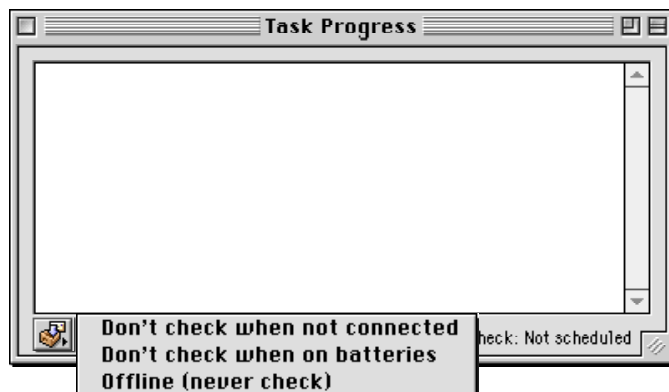 Task Progress
Don't check when not connected
heck: Not scheduled
Don't check when on batteries
Offline (never check)